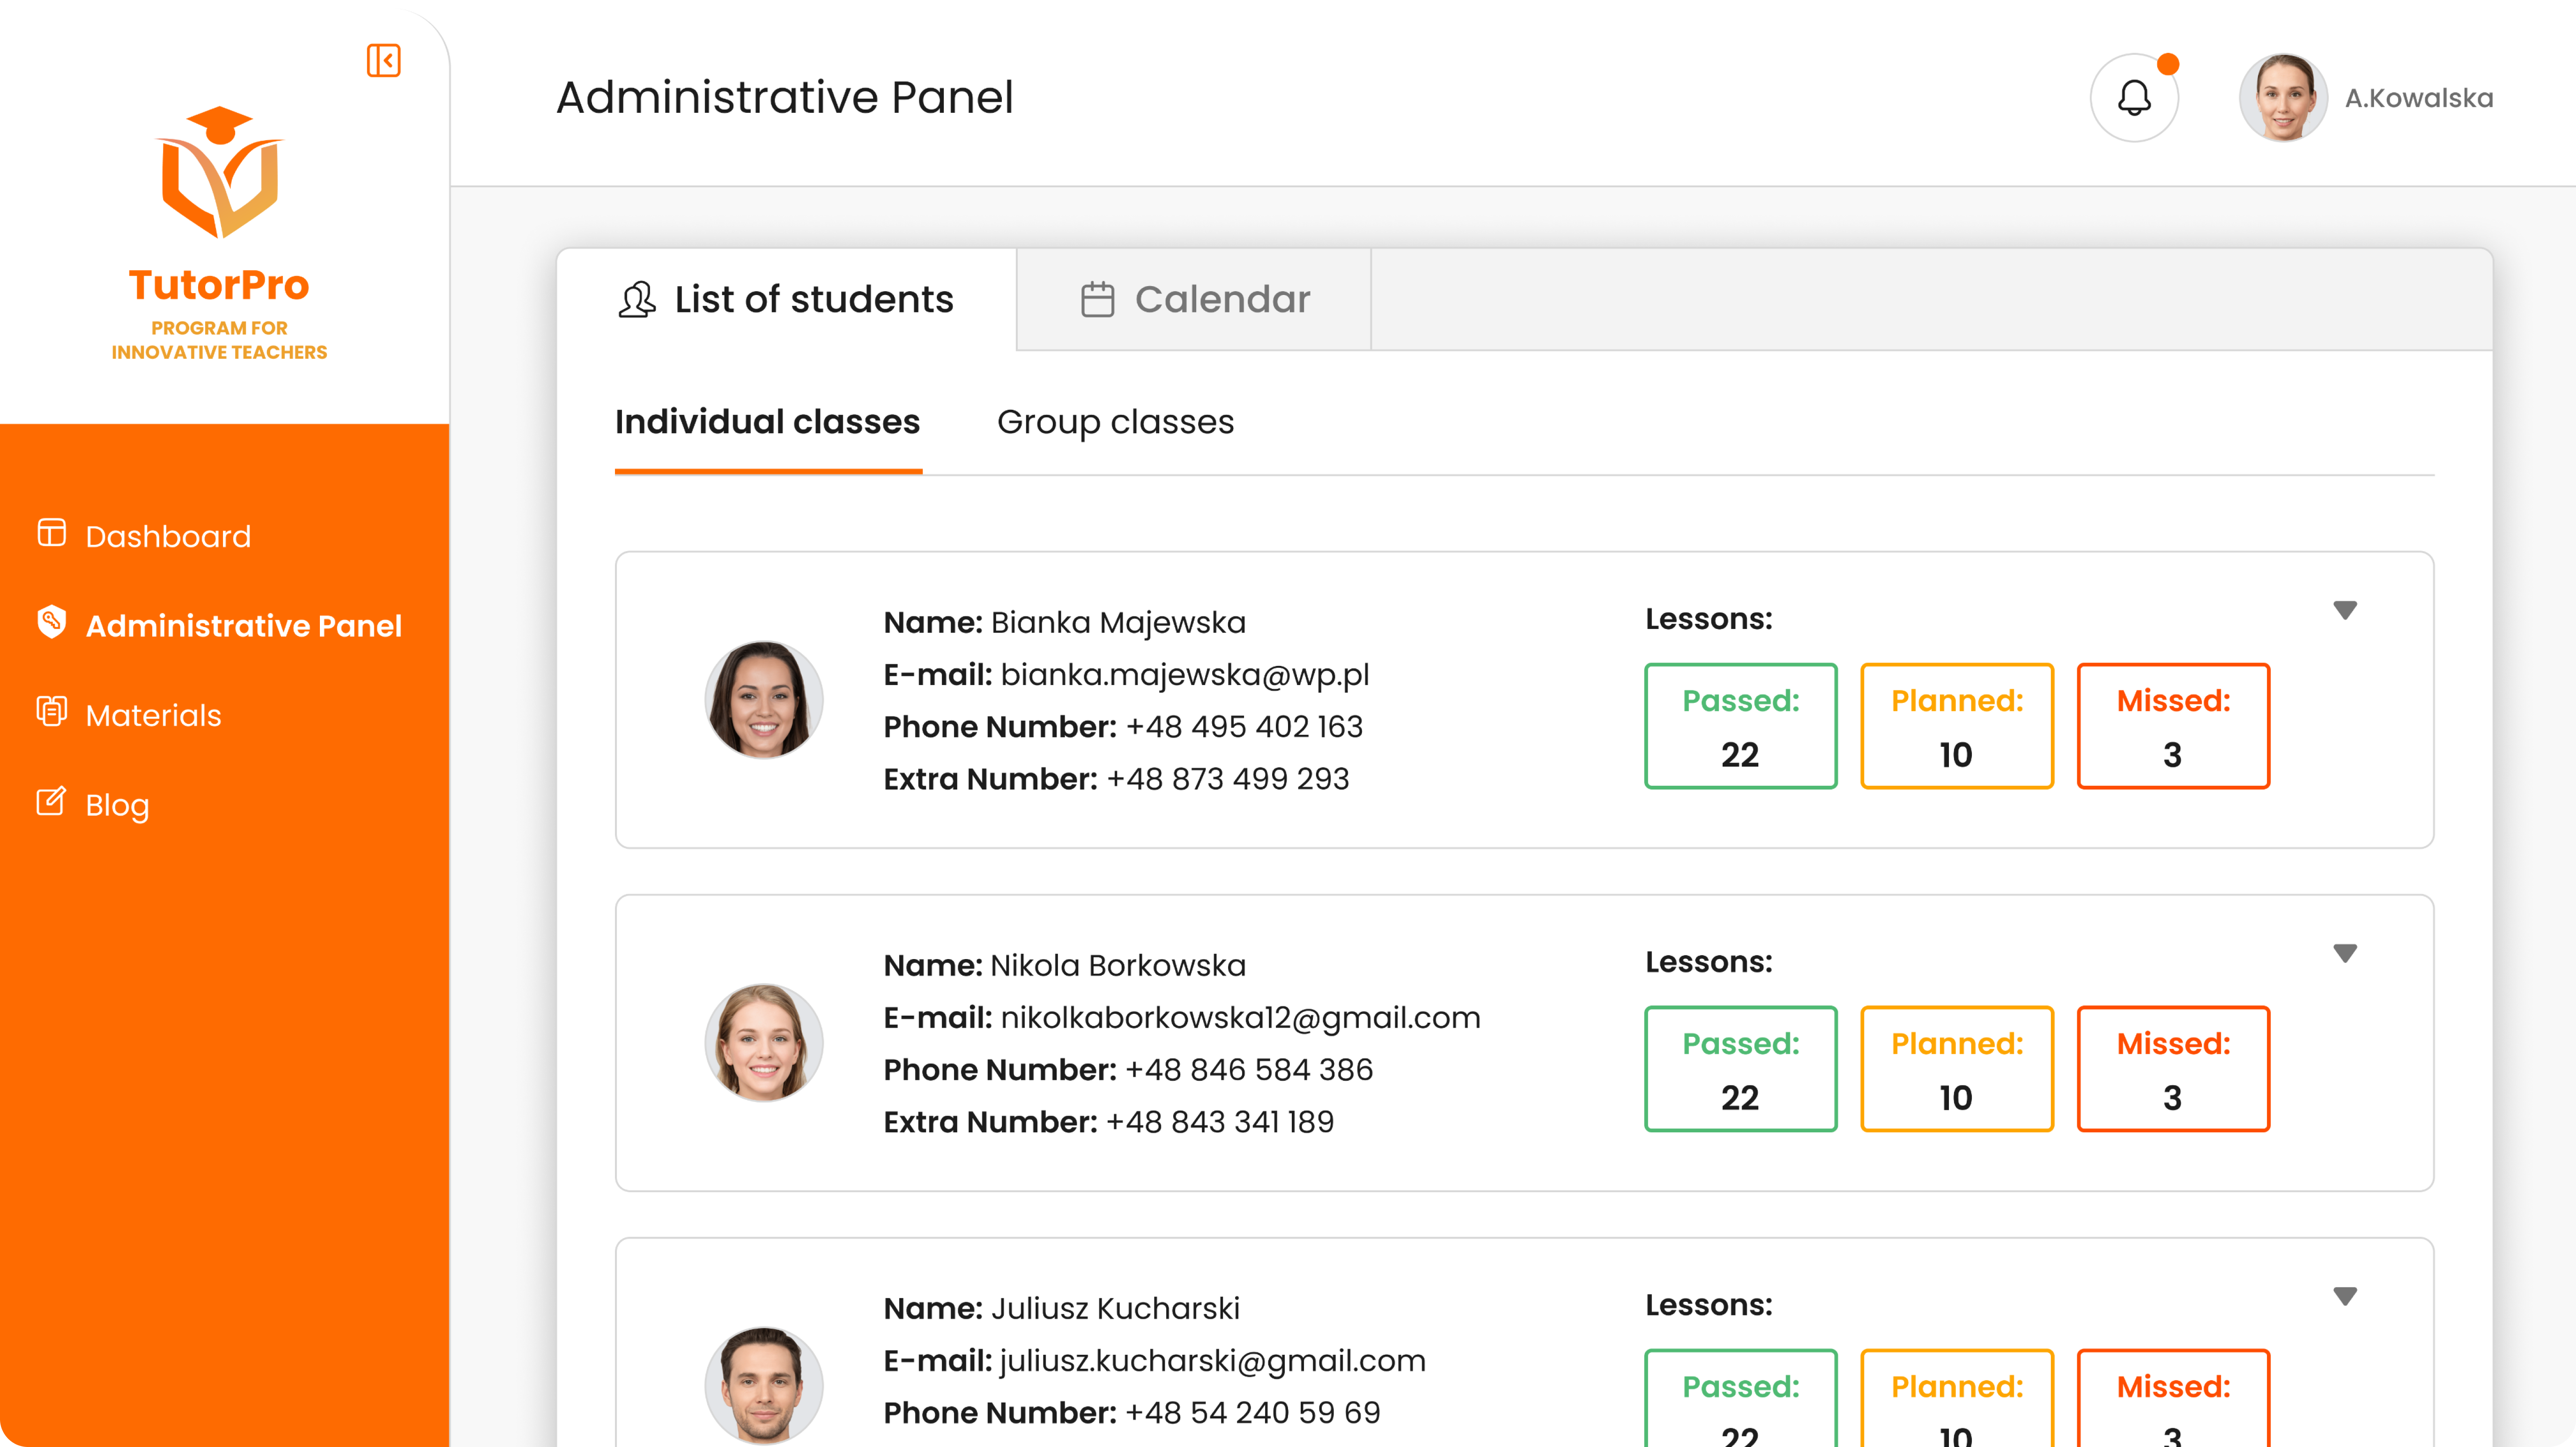 TutorPro
PROGRAM FOR
INNOVATIVE TEACHERS
Dashboard
Administrative Panel
Materials
Blog
Administrative Panel
A.Kowalska
List of students
Calendar
Individual classes
Group classes
Name: Bianka Majewska
E-mail: bianka.majewska@wp.pl
Phone Number: +48 495 402 163
Extra Number: +48 873 499 293
Lessons:
Passed:
22
Planned:
10
Missed:
3
Name: Nikola Borkowska
E-mail: nikolkaborkowska12@gmail.com
Phone Number: +48 846 584 386
Extra Number: +48 843 341 189
Lessons:
Passed:
22
Planned:
10
Missed:
3
Name: Juliusz Kucharski
E-mail: juliusz.kucharski@gmail.com
Phone Number: +48 54 240 59 69
Lessons:
Passed:
22
Planned:
10
Missed:
3